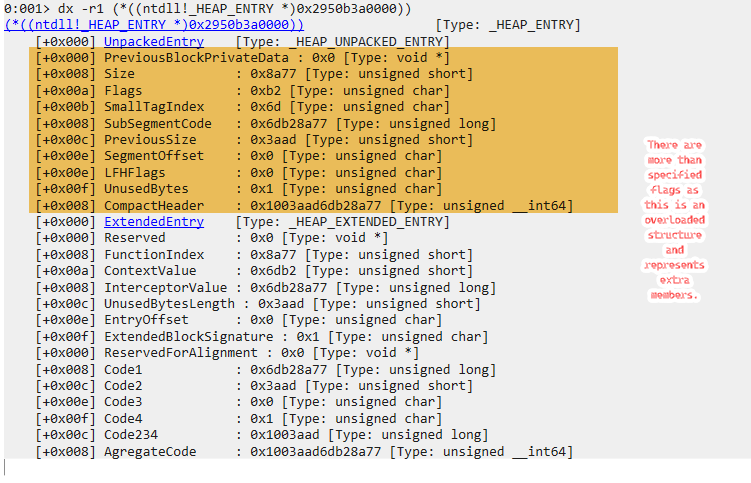 0:001> dx -r1 (*((ntdll!_HEAP_ENTRY *)0x2950b3a0000))
(*((ntdll!_HEAP_ENTRY *)0x2950b3a0000))                 [Type: _HEAP_ENTRY]
    [+0x000] UnpackedEntry    [Type: _HEAP_UNPACKED_ENTRY]
    [+0x000] PreviousBlockPrivateData : 0x0 [Type: void *]
    [+0x008] Size             : 0x8a77 [Type: unsigned short]
    [+0x00a] Flags            : 0xb2 [Type: unsigned char]
    [+0x00b] SmallTagIndex    : 0x6d [Type: unsigned char]
    [+0x008] SubSegmentCode   : 0x6db28a77 [Type: unsigned long]
    [+0x00c] PreviousSize     : 0x3aad [Type: unsigned short]
    [+0x00e] SegmentOffset    : 0x0 [Type: unsigned char]
    [+0x00e] LFHFlags         : 0x0 [Type: unsigned char]
    [+0x00f] UnusedBytes      : 0x1 [Type: unsigned char]
    [+0x008] CompactHeader    : 0x1003aad6db28a77 [Type: unsigned __int64]
    [+0x000] ExtendedEntry    [Type: _HEAP_EXTENDED_ENTRY]
    [+0x000] Reserved         : 0x0 [Type: void *]
    [+0x008] FunctionIndex    : 0x8a77 [Type: unsigned short]
    [+0x00a] ContextValue     : 0x6db2 [Type: unsigned short]
    [+0x008] InterceptorValue : 0x6db28a77 [Type: unsigned long]
    [+0x00c] UnusedBytesLength : 0x3aad [Type: unsigned short]
    [+0x00e] EntryOffset      : 0x0 [Type: unsigned char]
    [+0x00f] ExtendedBlockSignature : 0x1 [Type: unsigned char]
    [+0x000] ReservedForAlignment : 0x0 [Type: void *]
    [+0x008] Code1            : 0x6db28a77 [Type: unsigned long]
    [+0x00c] Code2            : 0x3aad [Type: unsigned short]
    [+0x00e] Code3            : 0x0 [Type: unsigned char]
    [+0x00f] Code4            : 0x1 [Type: unsigned char]
    [+0x00c] Code234          : 0x1003aad [Type: unsigned long]
    [+0x008] AgregateCode     : 0x1003aad6db28a77 [Type: unsigned __int64]
There are
more than
specified
flags as
this is an
overloaded
structure
and
represents
extra
members.